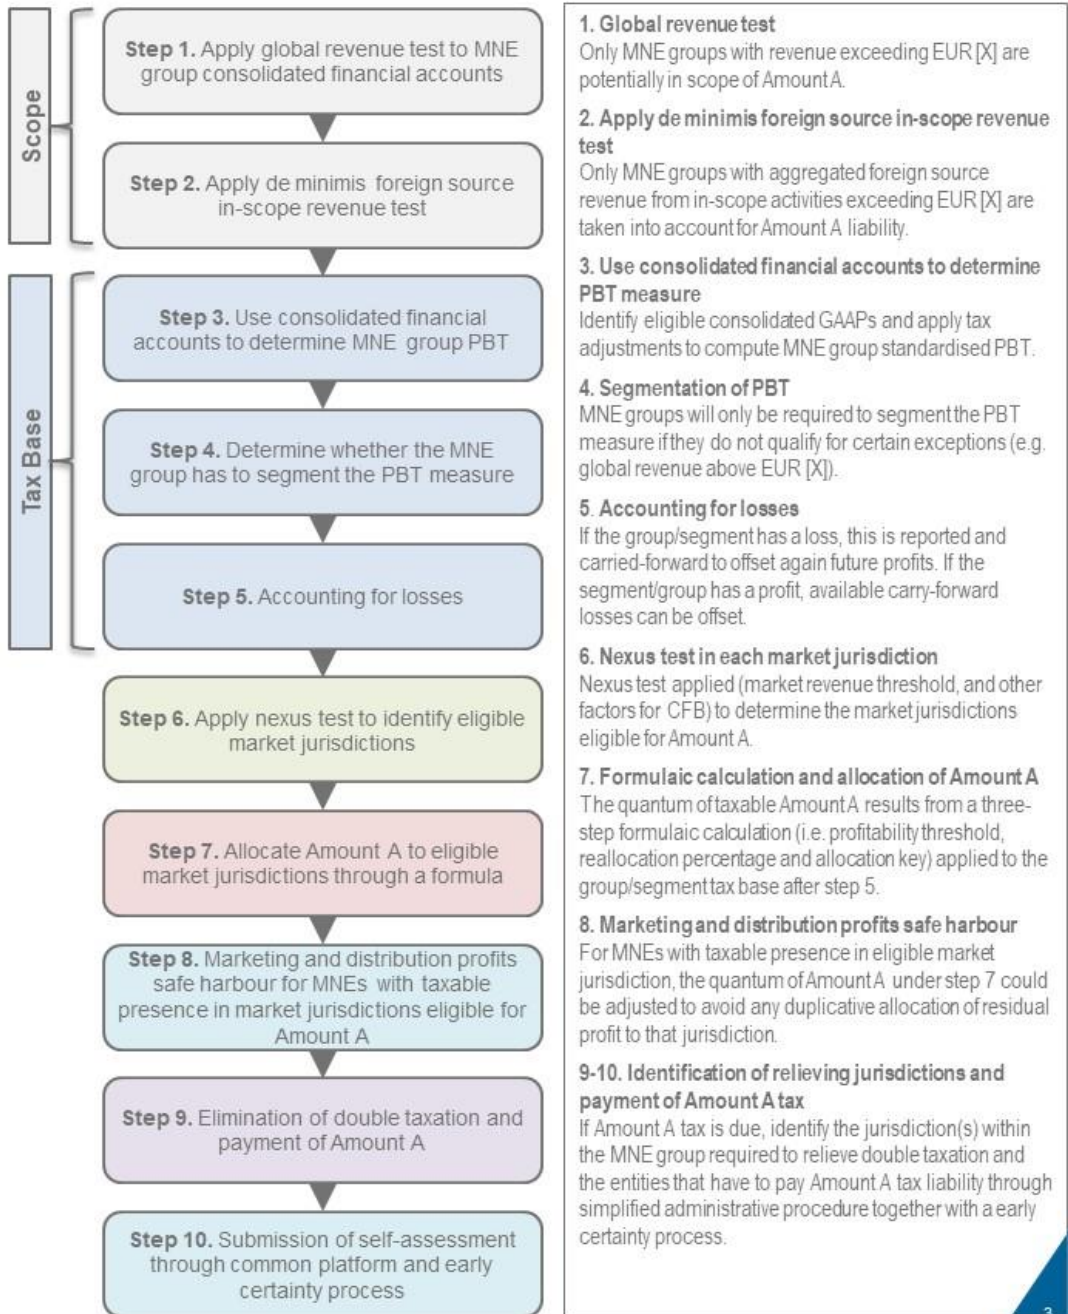 Scope
Step 1. Apply global revenue test to MNE
group consolidated financial accounts
Step 2. Apply de minimis foreign source
in-scope revenue test
Tax Base
Step 3. Use consolidated financial
accounts to determine MNE group PBT
Step 4. Determine whether the MNE
group has to segment the PBT measure
Step 5. Accounting for losses
Step 6. Apply nexus test to identify eligible
market jurisdictions
Step 7. Allocate Amount A to eligible
market jurisdictions through a formula
Step 8. Marketing and distribution profits
safe harbour for MNEs with taxable
presence in market jurisdictions eligible for
Amount A
Step 9. Elimination of double taxation and
payment of Amount A
Step 10. Submission of self-assessment
through common platform and early
certainty process
1. Global revenue test
Only MNE groups with revenue exceeding EUR [X] are
potentially in scope of Amount A.
2. Apply de minimis foreign source in-scope revenue
test
Only MNE groups with aggregated foreign source
revenue from in-scope activities exceeding EUR [X] are
taken into account for Amount A liability.
3. Use consolidated financial accounts to determine
PBT measure
Identify eligible consolidated GAAPs and apply tax
adjustments to compute MNE group standardised PBT.
4. Segmentation of PBT
MNE groups will only be required to segment the PBT
measure if they do not qualify for certain exceptions (e.g.
global revenue above EUR [X]).
5. Accounting for losses
If the group/segment has a loss, this is reported and
carried-forward to offset again future profits. If the
segment/group has a profit, available carry-forward
losses can be offset.
6. Nexus test in each market jurisdiction
Nexus test applied (market revenue threshold, and other
factors for CFB) to determine the market jurisdictions
eligible for Amount A.
7. Formulaic calculation and allocation of Amount A
The quantum of taxable Amount A results from a three-
step formulaic calculation (i.e. profitability threshold,
reallocation percentage and allocation key) applied to the
group/segment tax base after step 5.
8. Marketing and distribution profits safe harbour
For MNEs with taxable presence in eligible market
jurisdiction, the quantum of Amount A under step 7 could
be adjusted to avoid any duplicative allocation of residual
profit to that jurisdiction.
9-10. Identification of relieving jurisdictions and
payment of Amount A tax
If Amount A tax is due, identify the jurisdiction(s) within
the MNE group required to relieve double taxation and
the entities that have to pay Amount A tax liability through
simplified administrative procedure together with a early
certainty process.
3